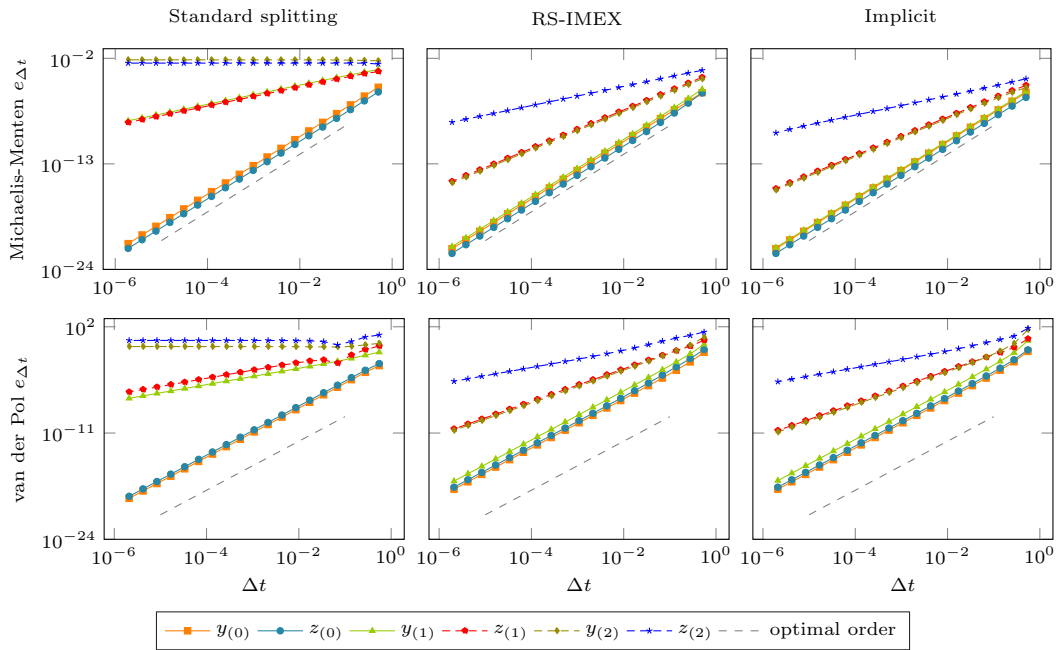 Standard splitting RS-IMEX Implicit
Michaelis-Menten e_{Δt}
10^{-2}
10^{-13}
10^{-24}
10^{-6} 10^{-4} 10^{-2} 10^{0} 10^{-6} 10^{-4} 10^{-2} 10^{0} 10^{-6} 10^{-4} 10^{-2} 10^{0}
van der Pol e_{Δt}
10^{2}
10^{-11}
10^{-24}
10^{-6} 10^{-4} 10^{-2} 10^{0} 10^{-6} 10^{-4} 10^{-2} 10^{0} 10^{-6} 10^{-4} 10^{-2} 10^{0}
Δt Δt Δt
y_{(0)} z_{(0)} y_{(1)} z_{(1)} y_{(2)} z_{(2)} optimal order